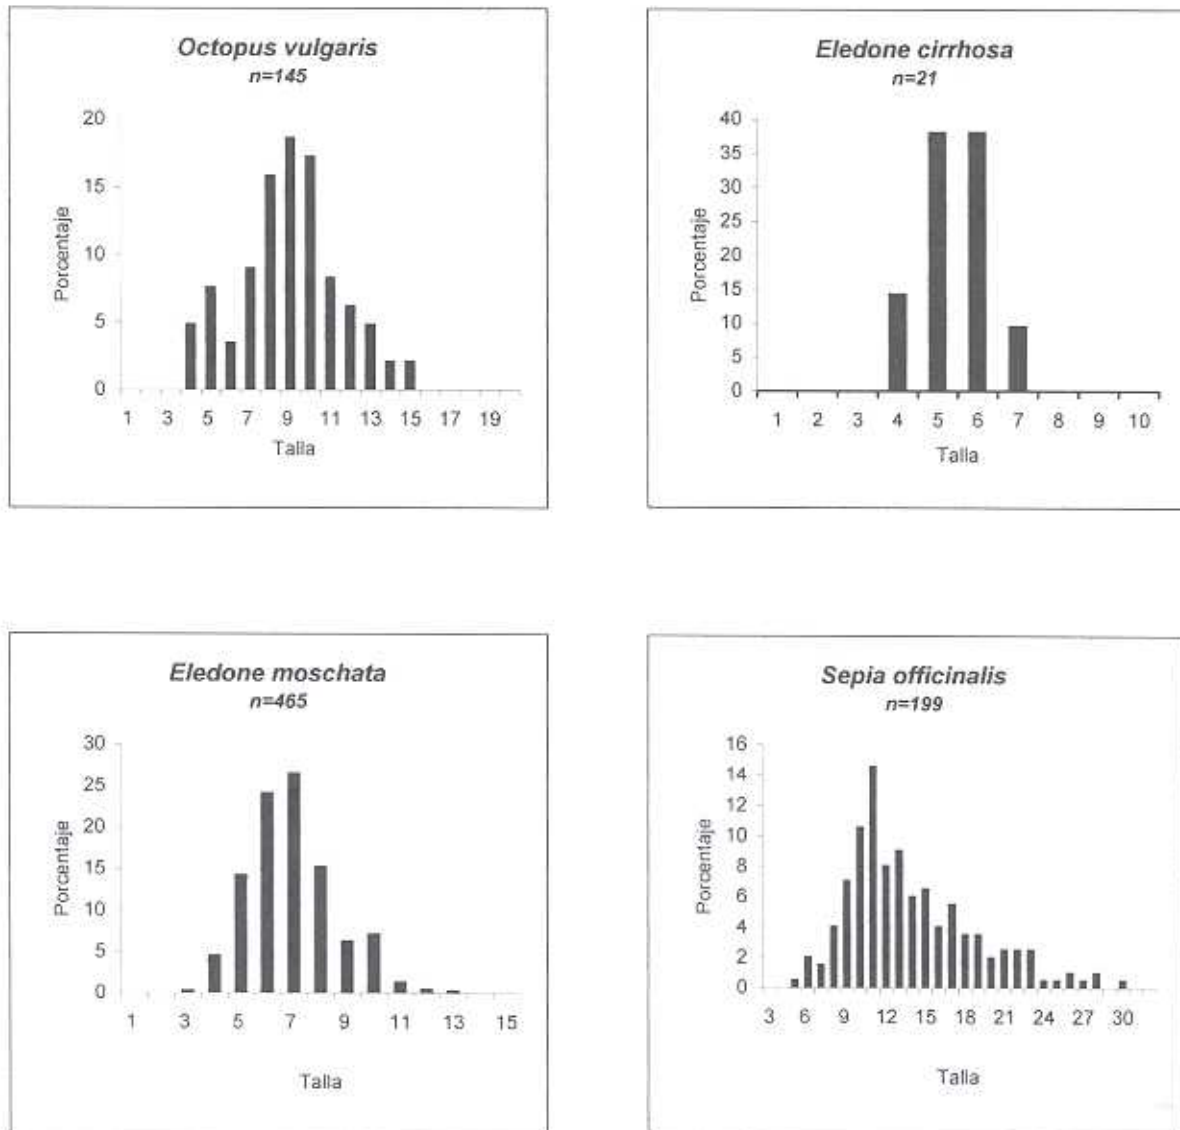 Octopus vulgaris
n=145
20
15
10
5
0
Porcentaje
1 3 5 7 9 11 13 15 17 19
Talla
Eledone cirrhosa
n=21
40
35
30
25
20
15
10
5
0
Porcentaje
1 2 3 4 5 6 7 8 9 10
Talla
Eledone moschata
n=465
30
25
20
15
10
5
0
Porcentaje
1 3 5 7 9 11 13 15
Talla
Sepia officinalis
n=199
16
14
12
10
8
6
4
2
0
Porcentaje
3 6 9 12 15 18 21 24 27 30
Talla